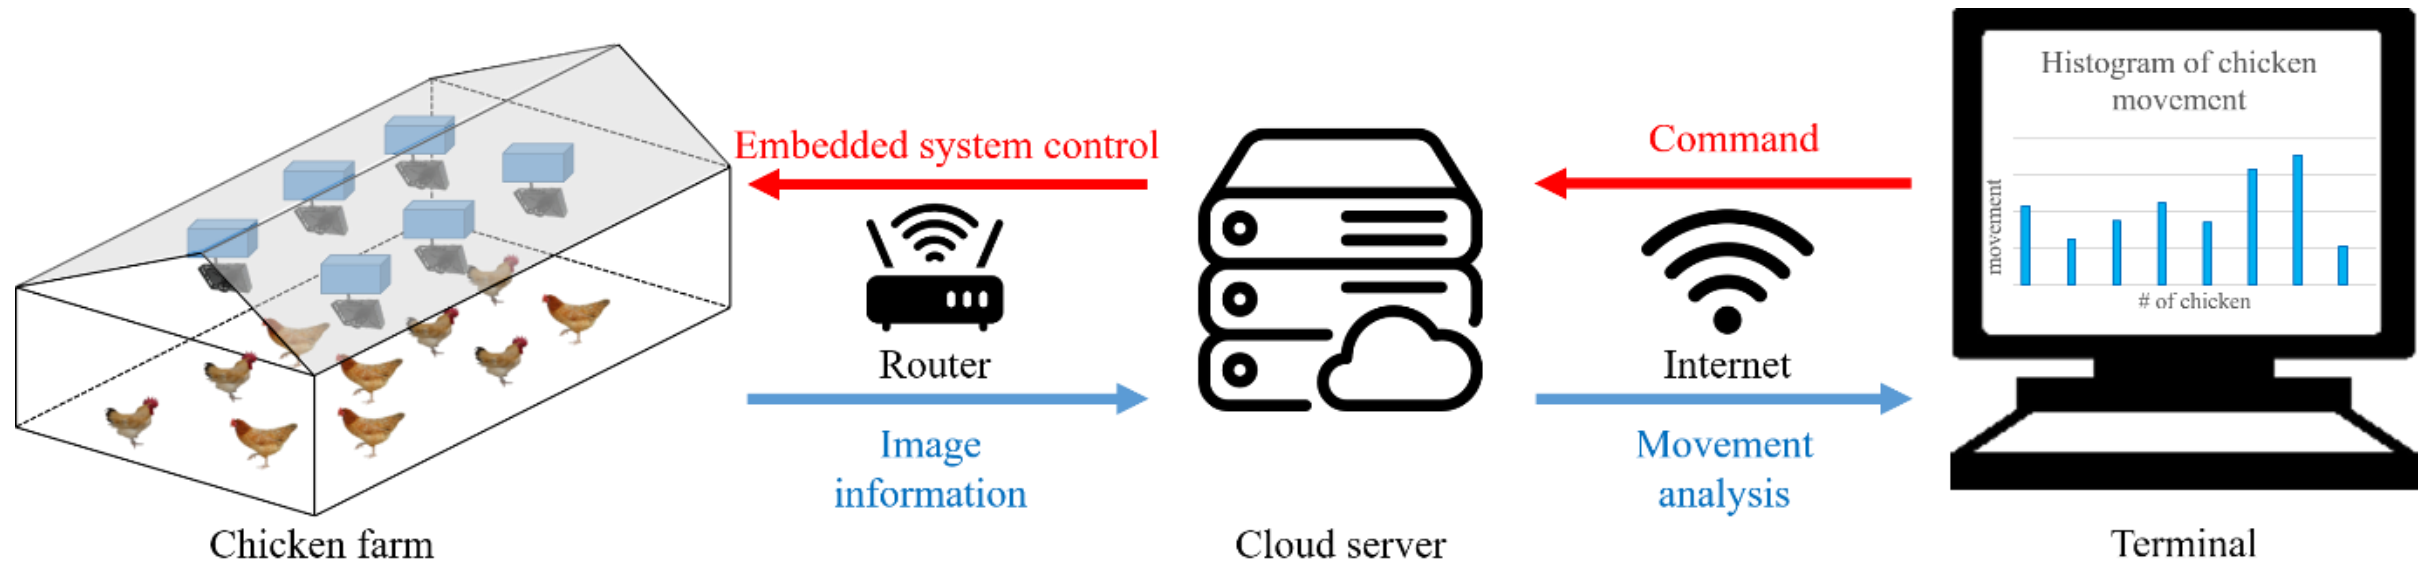 Embedded system control
Router
Image
information
Chicken farm
Cloud server
Command
Internet
Movement
analysis
Histogram of chicken
movement
movement
# of chicken
Terminal